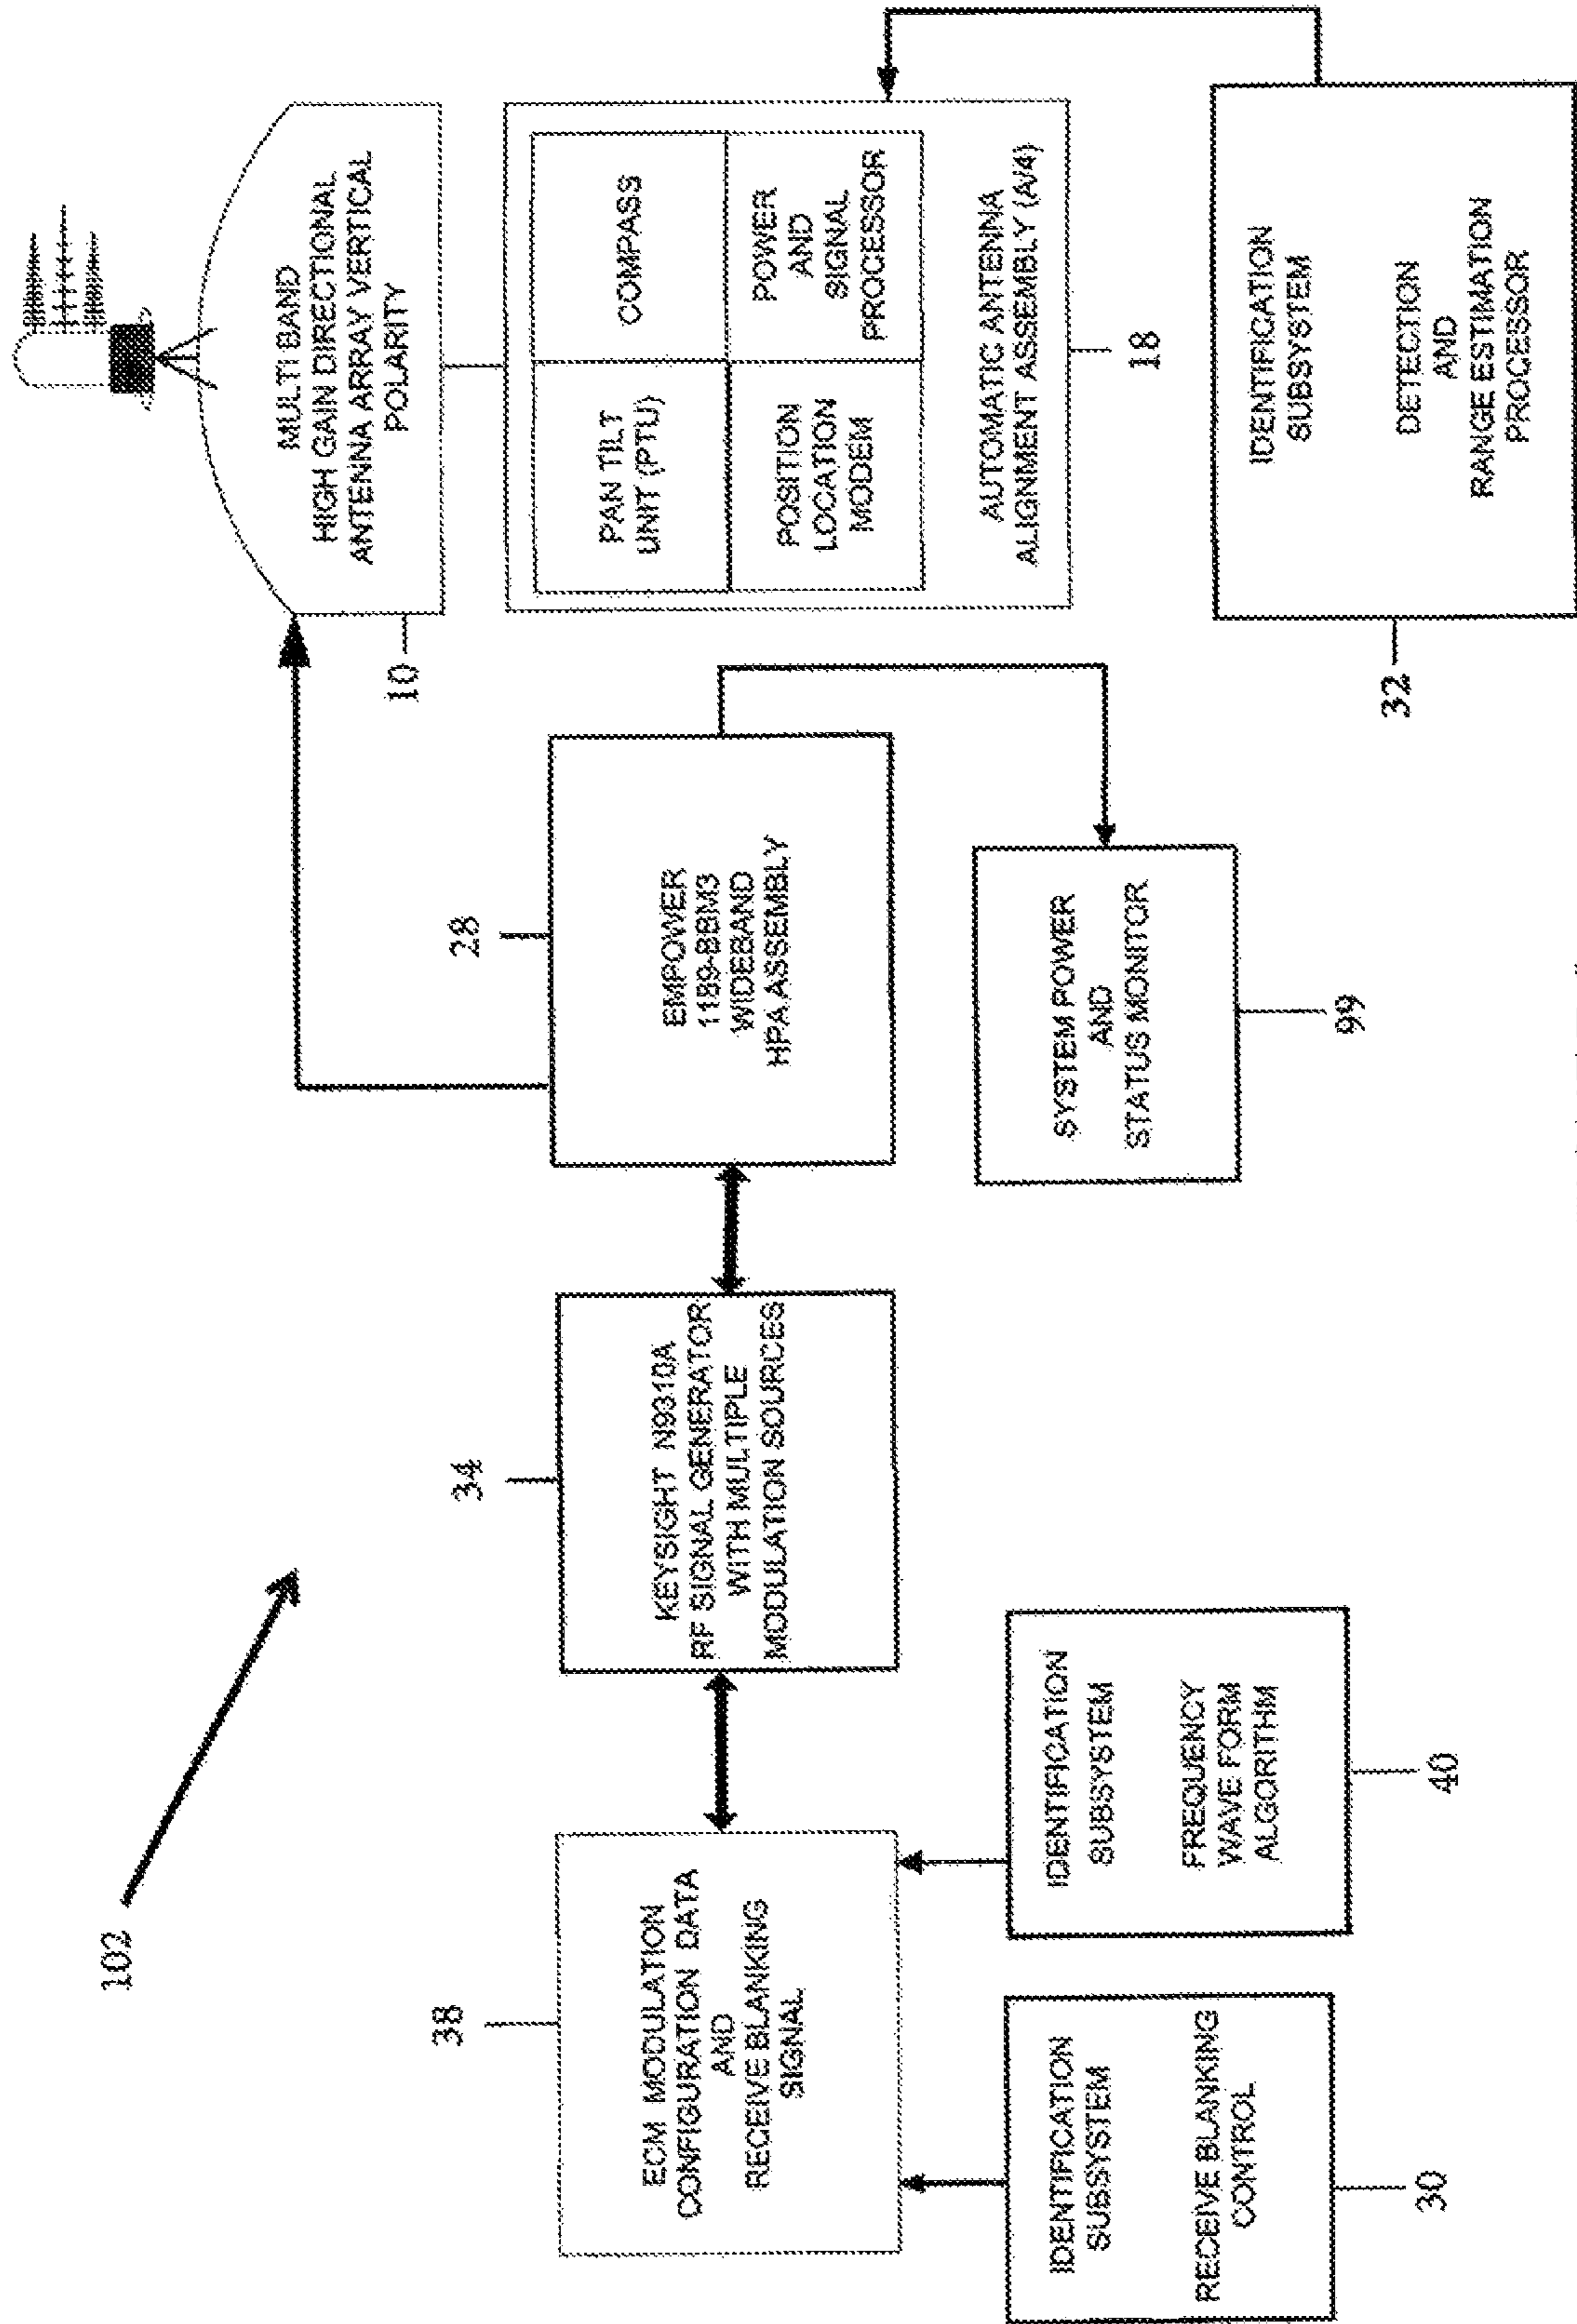 102
38
ECM MODULATION
CONFIGURATION DATA
AND
RECEIVE BLANKING
SIGNAL
IDENTIFICATION
SUBSYSTEM
RECEIVE BLANKING
CONTROL
30
IDENTIFICATION
SUBSYSTEM
FREQUENCY
WAVE FORM
ALGORITHM
40
34
KEYSIGHT N9310A
RF SIGNAL GENERATOR
WITH MULTIPLE
MODULATION SOURCES
28
EMPOWER
1189-BBM3
WIDEBAND
HPA ASSEMBLY
SYSTEM POWER
AND
STATUS MONITOR
99
MULTI BAND
HIGH GAIN DIRECTIONAL
ANTENNA ARRAY VERTICAL
POLARITY
10
PAN TILT
UNIT (PTU)
COMPASS
POSITION
LOCATION
MODEM
POWER
AND
SIGNAL
PROCESSOR
AUTOMATIC ANTENNA
ALIGNMENT ASSEMBLY (A/4)
18
IDENTIFICATION
SUBSYSTEM
DETECTION
AND
RANGE ESTIMATION
PROCESSOR
32